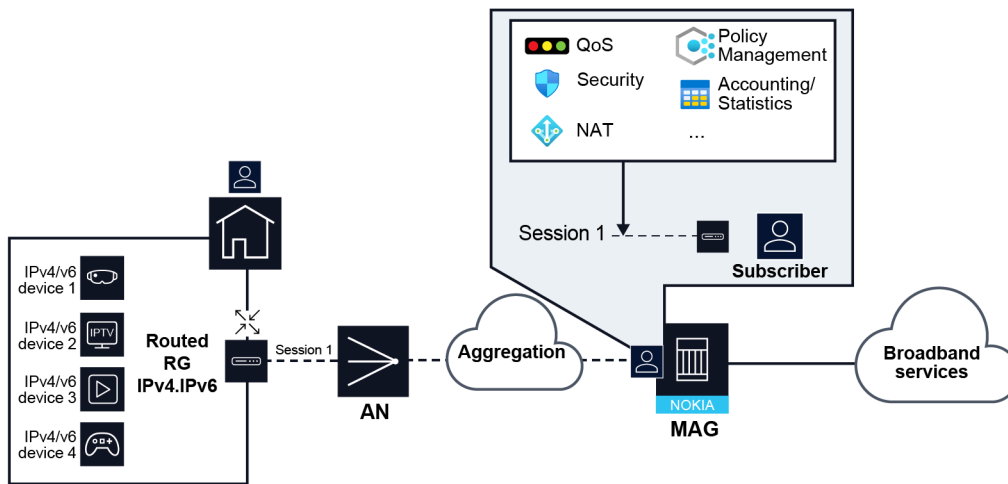 QoS
Policy
Management
Security
Accounting/
Statistics
NAT
...
Session 1
Subscriber
IPv4/v6
device 1
IPv4/v6
device 2
IPTV
IPv4/v6
device 3
IPv4/v6
device 4
Routed
RG
IPv4.IPv6
Session 1
AN
Aggregation
NOKIA
MAG
Broadband
services